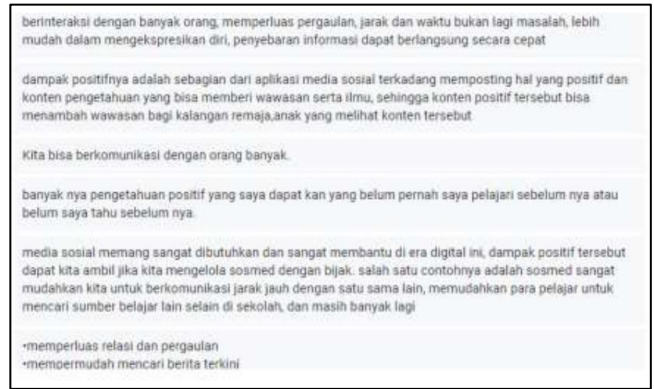 berinteraksi dengan banyak orang, memperluas pergaulan, jarak dan waktu bukan lagi masalah, lebih
mudah dalam mengekspresikan diri, penyebaran informasi dapat berlangsung secara cepat
dampak positifnya adalah sebagian dari aplikasi media sosial terkadang memposting hal yang positif dan
konten pengetahuan yang bisa memberi wawasan serta ilmu, sehingga konten positif tersebut bisa
menambah wawasan bagi kalangan remaja,anak yang melihat konten tersebut
Kita bisa berkomunikasi dengan orang banyak.
banyak nya pengetahuan positif yang saya dapat kan yang belum pernah saya pelajari sebelum nya atau
belum saya tahu sebelum nya.
media sosial memang sangat dibutuhkan dan sangat membantu di era digital ini, dampak positif tersebut
dapat kita ambil jika kita mengelola sosmed dengan bijak. salah satu contohnya adalah sosmed sangat
mudahkan kita untuk berkomunikasi jarak jauh dengan satu sama lain, memudahkan para pelajar untuk
mencari sumber belajar lain selain di sekolah, dan masih banyak lagi
•memperluas relasi dan pergaulan
•mempermudah mencari berita terkini